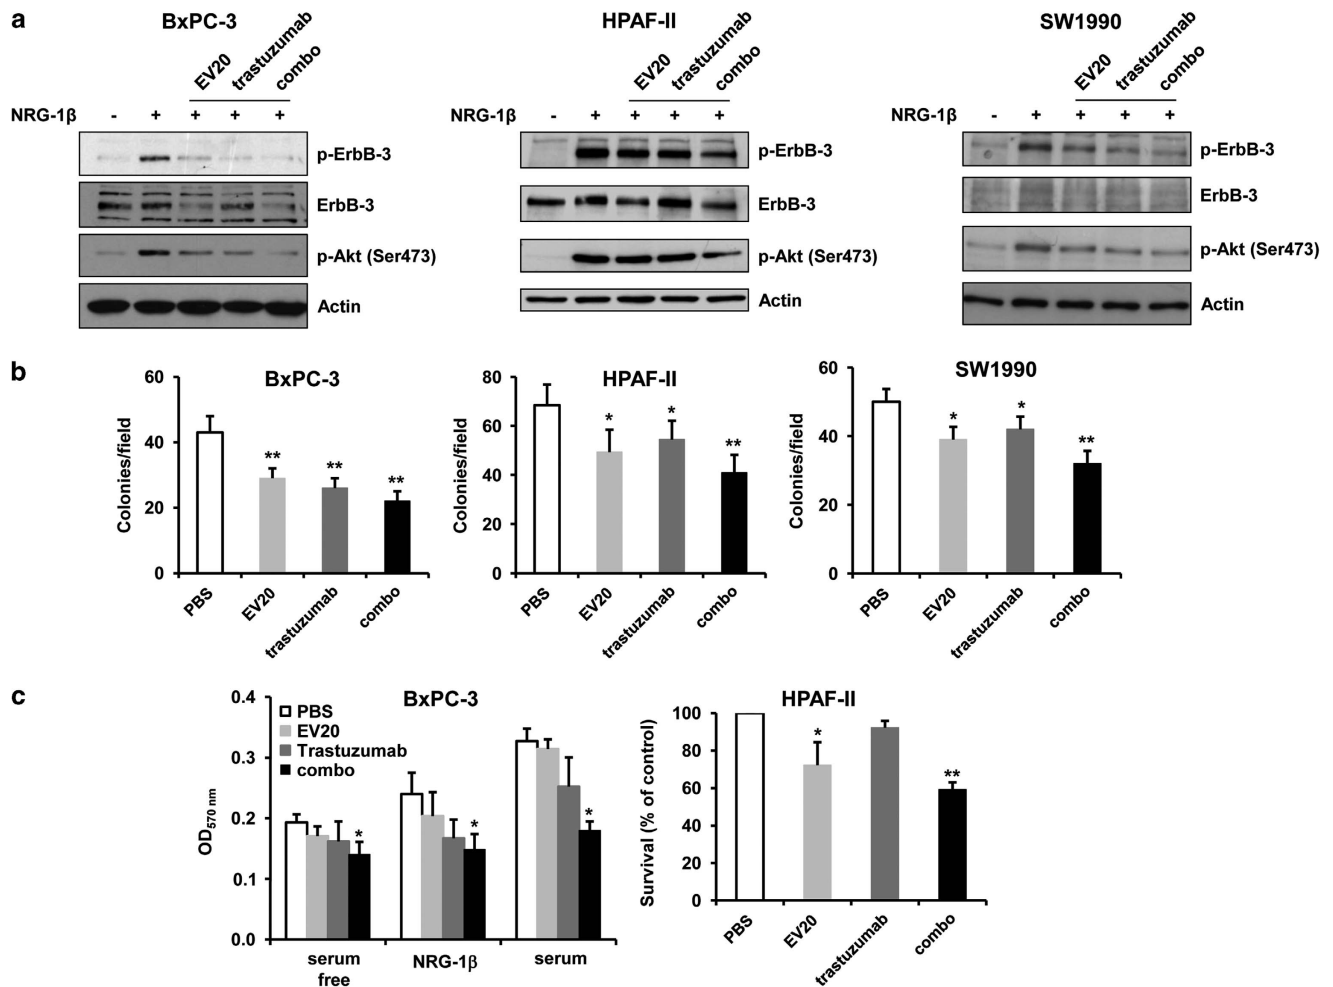 a
BxPC-3
EV20
trastuzumab
combo
NRG-1β - + + + +
p-ErbB-3
ErbB-3
p-Akt (Ser473)
Actin
HPAF-II
EV20
trastuzumab
combo
NRG-1β - + + + +
p-ErbB-3
ErbB-3
p-Akt (Ser473)
Actin
SW1990
EV20
trastuzumab
combo
NRG-1β - + + + +
p-ErbB-3
ErbB-3
p-Akt (Ser473)
Actin
b
BxPC-3
Colonies/field
60
40
20
0
**
**
**
PBS
EV20
trastuzumab
combo
HPAF-II
Colonies/field
80
60
40
20
0
*
*
**
PBS
EV20
trastuzumab
combo
SW1990
Colonies/field
60
40
20
0
*
*
**
PBS
EV20
trastuzumab
combo
c
BxPC-3
OD570 nm
0.4
0.3
0.2
0.1
0.0
PBS
EV20
Trastuzumab
combo
*
*
*
serum
free
NRG-1β
serum
HPAF-II
Survival (% of control)
100
80
60
40
20
0
*
**
PBS
EV20
trastuzumab
combo